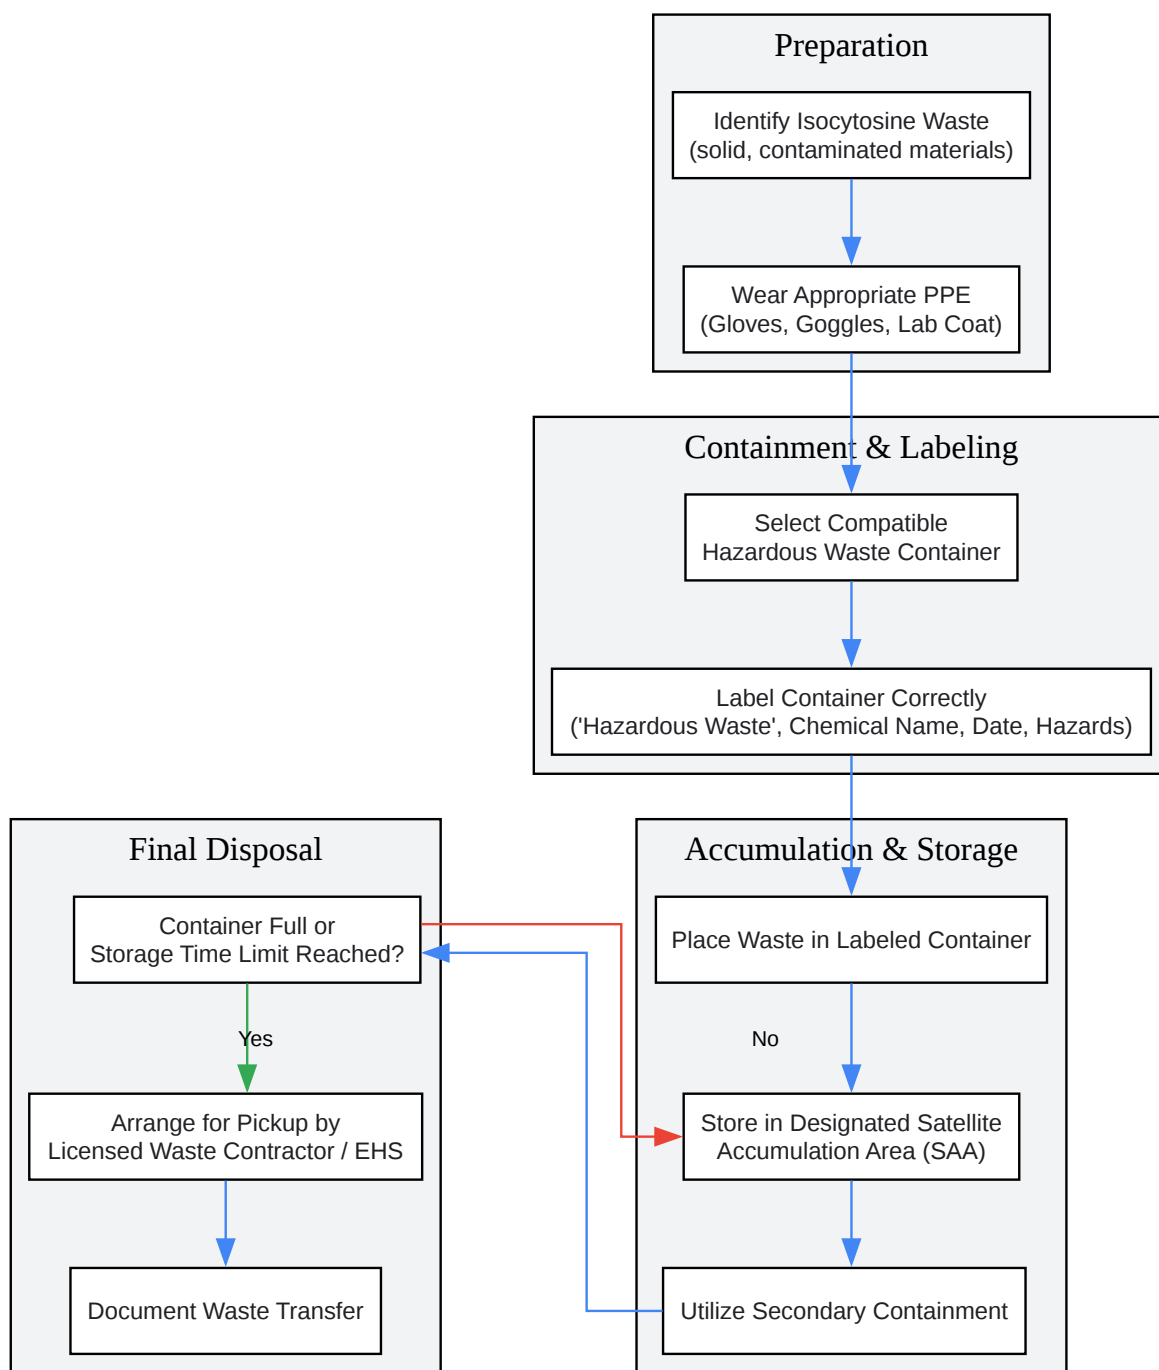 Preparation
Identify Isocytosine Waste
(solid, contaminated materials)
Wear Appropriate PPE
(Gloves, Goggles, Lab Coat)
Containment & Labeling
Select Compatible
Hazardous Waste Container
Label Container Correctly
('Hazardous Waste', Chemical Name, Date, Hazards)
Accumulation & Storage
Place Waste in Labeled Container
No
Store in Designated Satellite
Accumulation Area (SAA)
Utilize Secondary Containment
Final Disposal
Container Full or
Storage Time Limit Reached?
Yes
Arrange for Pickup by
Licensed Waste Contractor / EHS
Document Waste Transfer